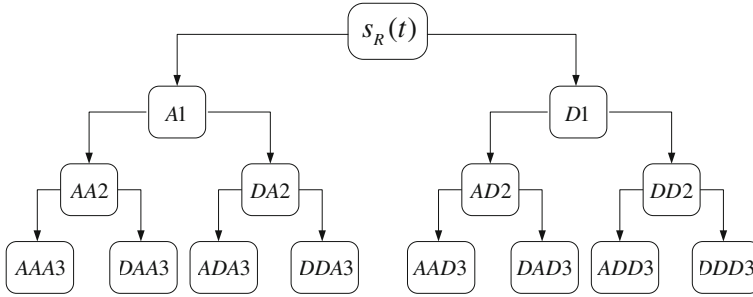 s_R(t)
A1 D1
AA2 DA2 AD2 DD2
AAA3 DAA3 ADA3 DDA3 AAD3 DAD3 ADD3 DDD3